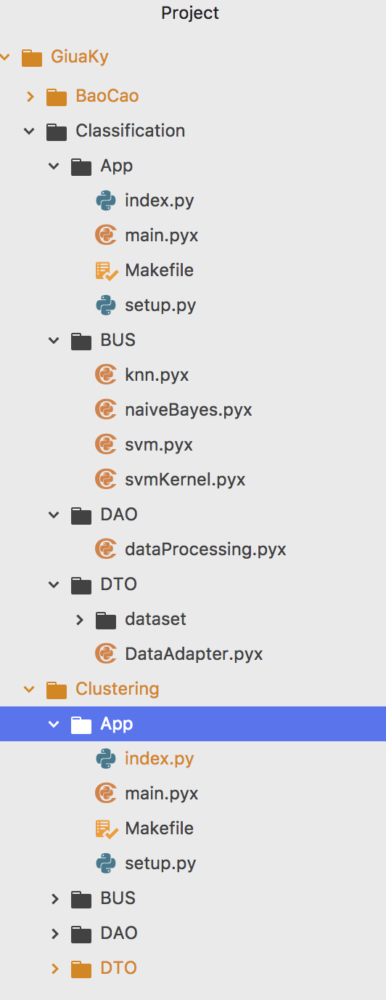 Project
GiuaKy
BaoCao
Classification
App
index.py
main.pyx
Makefile
setup.py
BUS
knn.pyx
naiveBayes.pyx
svm.pyx
svmKernel.pyx
DAO
dataProcessing.pyx
DTO
dataset
DataAdapter.pyx
Clustering
App
index.py
main.pyx
Makefile
setup.py
BUS
DAO
DTO